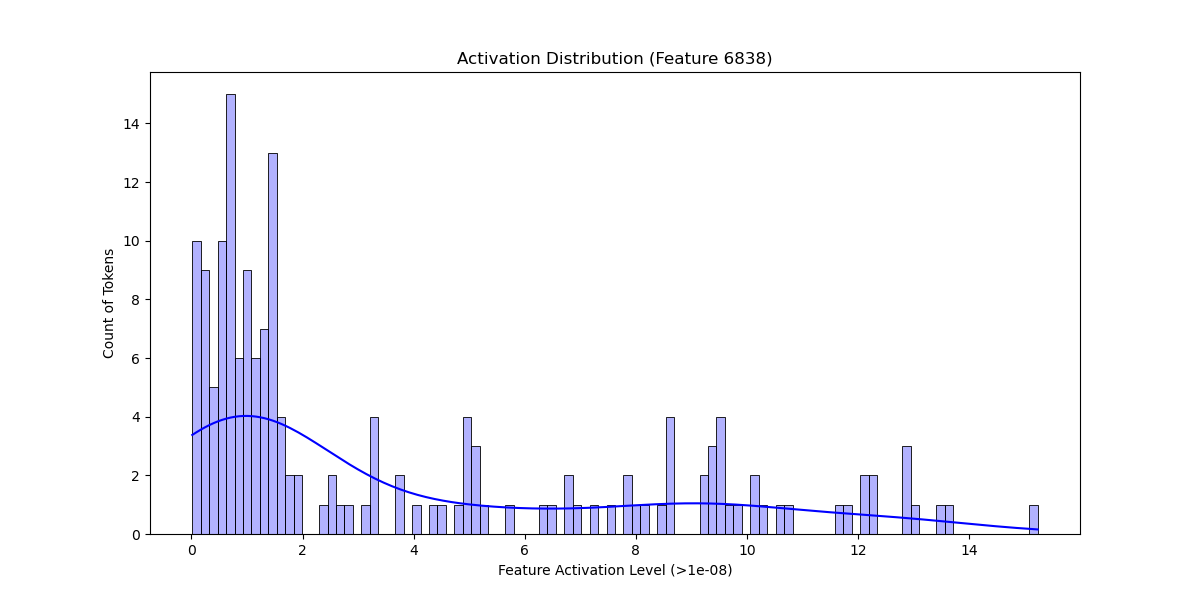 Activation Distribution (Feature 6838)
Count of Tokens
14
12
10
8
6
4
2
0
0 2 4 6 8 10 12 14
Feature Activation Level (>1e-08)